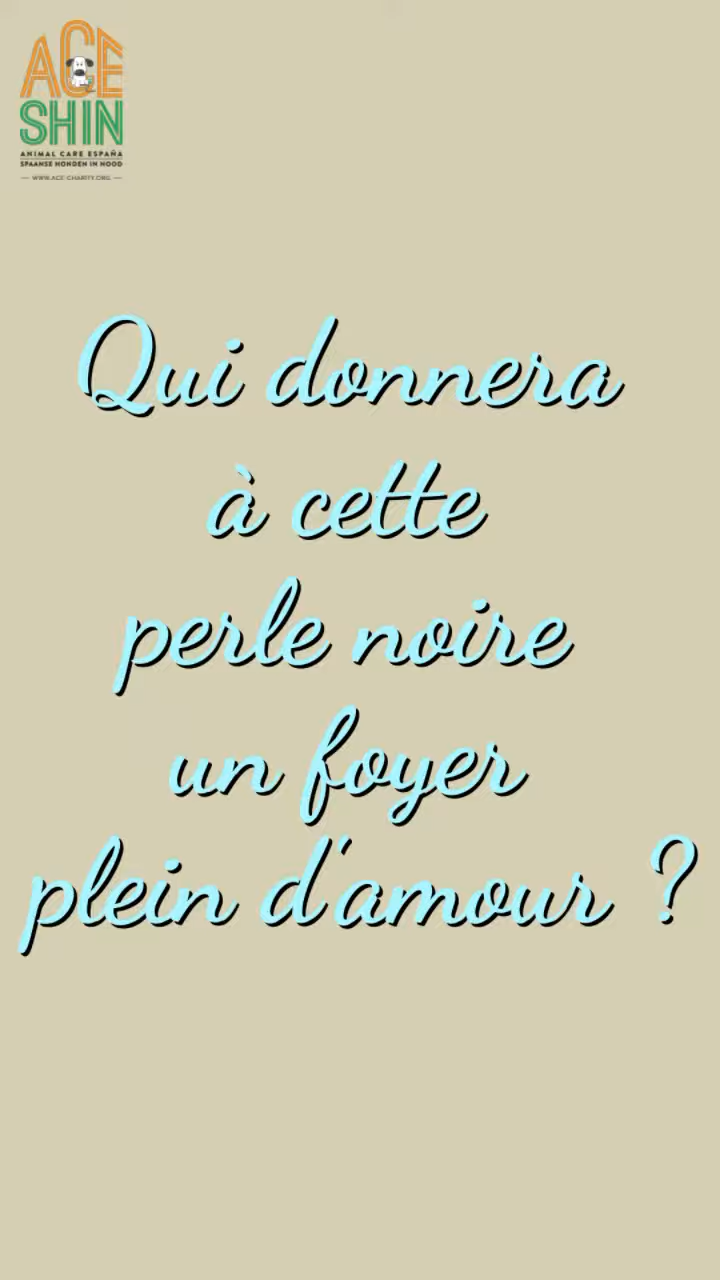 ACE
SHIN
ANIMAL CARE ESPAÑA
SPAANSE HONDEN IN NOOD
WWW.ACE-CHARITY.ORG
Qui donnera
à cette
perle noire
un foyer
plein d'amour ?